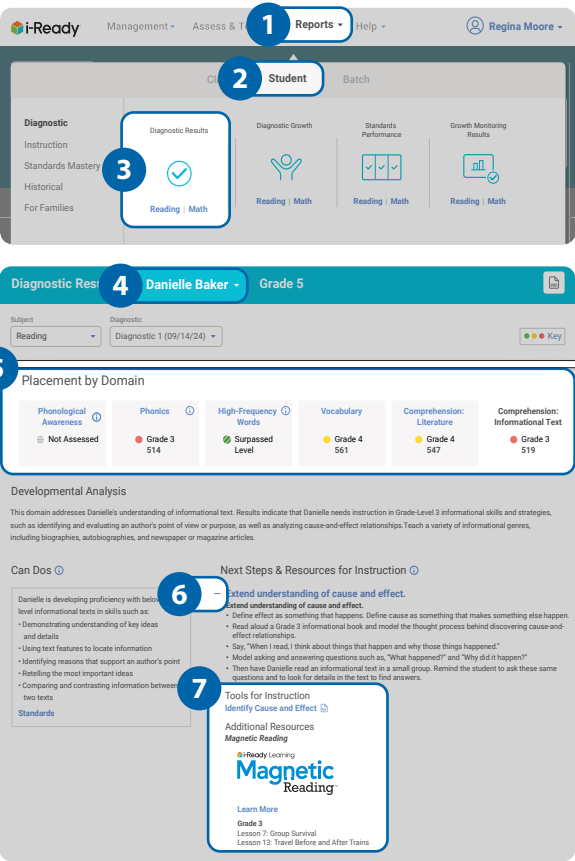 i-Ready Management Assess & T 1 Reports Help Regina Moore
Cl 2 Student Batch
Diagnostic
Instruction
Standards Mastery
Historical
For Families
3
Diagnostic Results
Reading | Math
Diagnostic Growth
Reading | Math
Standards
Performance
Reading | Math
Growth Monitoring
Results
Reading | Math
Diagnostic Res 4 Danielle Baker Grade 5
Subject
Reading
Diagnostic
Diagnostic 1 (09/14/24)
Key
5
Placement by Domain
Phonological
Awareness
Not Assessed
Phonics
Grade 3
514
High-Frequency
Words
Surpassed
Level
Vocabulary
Grade 4
561
Comprehension:
Literature
Grade 4
547
Comprehension:
Informational Text
Grade 3
519
Developmental Analysis
This domain addresses Danielle's understanding of informational text. Results indicate that Danielle needs instruction in Grade-Level 3 informational skills and strategies,
such as identifying and evaluating an author's point of view or purpose, as well as analyzing cause-and-effect relationships.Teach a variety of informational genres,
including biographies, autobiographies, and newspaper or magazine articles.
Can Dos
Danielle is developing proficiency with below
level informational texts in skills such as:
• Demonstrating understanding of key ideas
and details
• Using text features to locate information
• Identifying reasons that support an author's point
• Retelling the most important ideas
• Comparing and contrasting information between
two texts
Standards
Next Steps & Resources for Instruction
6 – Extend understanding of cause and effect.
Extend understanding of cause and effect.
• Define effect as something that happens. Define cause as something that makes something else happen.
• Read aloud a Grade 3 informational book and model the thought process behind discovering cause-and-
effect relationships.
• Say, "When I read, I think about things that happen and why those things happened."
• Model asking and answering questions such as, "What happened?" and "Why did it happen?"
• Then have Danielle read an informational text in a small group. Remind the student to ask these same
questions and to look for details in the text to find answers.
7
Tools for Instruction
Identify Cause and Effect
Additional Resources
Magnetic Reading
i-Ready Learning
Magnetic
Reading
Learn More
Grade 3
Lesson 7: Group Survival
Lesson 13: Travel Before and After Trains